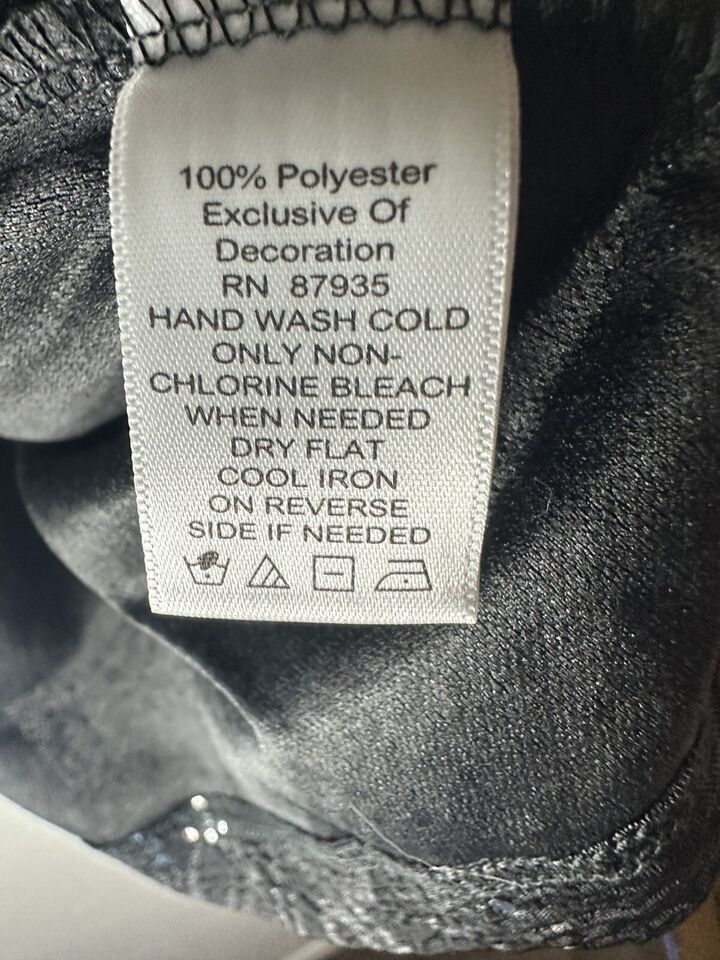 100% Polyester
Exclusive Of
Decoration
RN 87935
HAND WASH COLD
ONLY NON-
CHLORINE BLEACH
WHEN NEEDED
DRY FLAT
COOL IRON
ON REVERSE
SIDE IF NEEDED